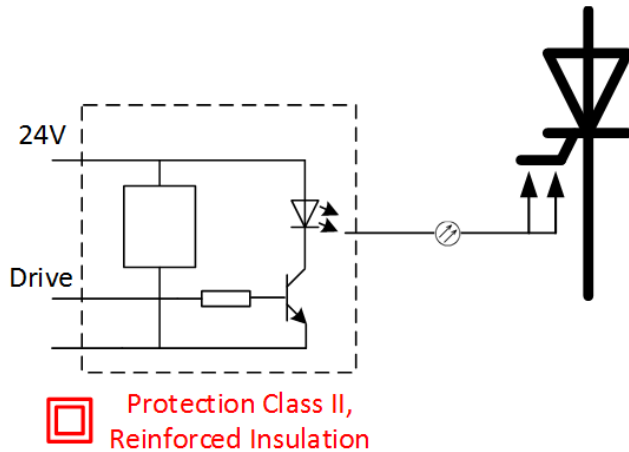 24V
Drive
Protection Class II,
Reinforced Insulation